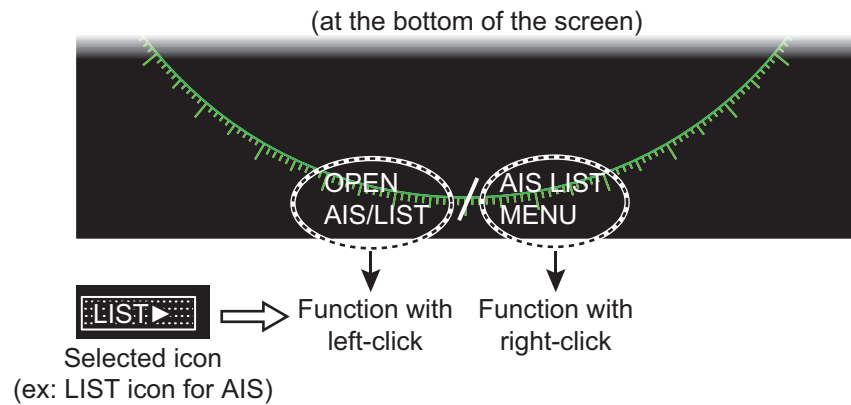 (at the bottom of the screen)
OPEN
AIS/LIST
/
AIS LIST
MENU
LIST►
Function with
left-click
Function with
right-click
Selected icon
(ex: LIST icon for AIS)